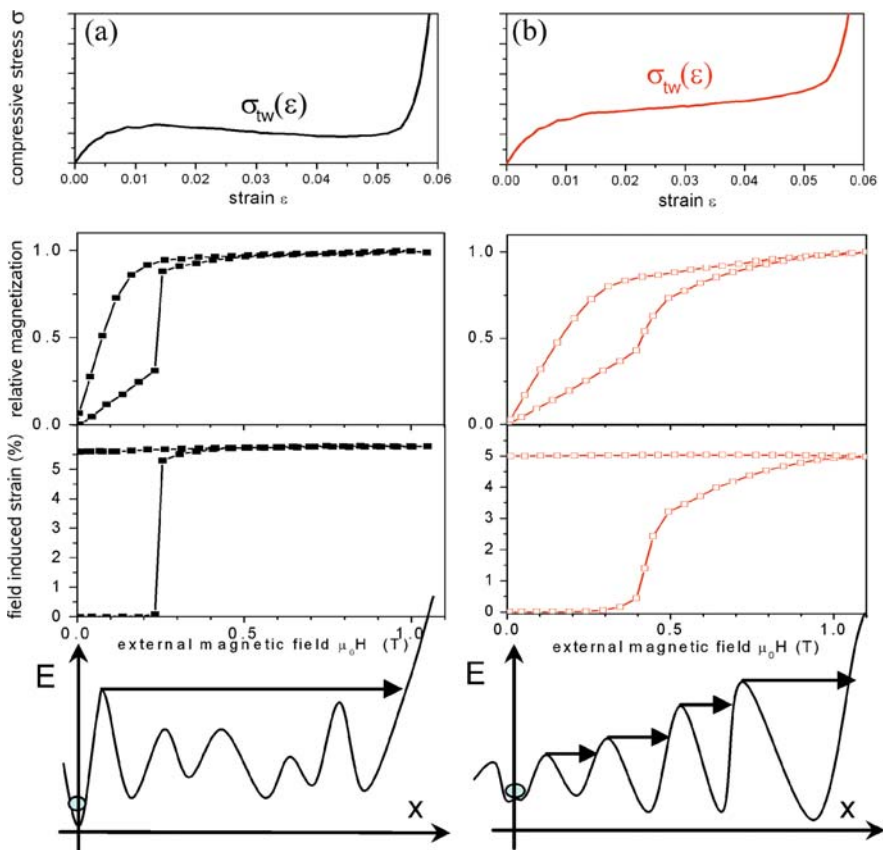 (a)
compressive stress σ
σtw(ε)
0.00 0.01 0.02 0.03 0.04 0.05 0.06
strain ε
(b)
σtw(ε)
0.00 0.01 0.02 0.03 0.04 0.05 0.06
strain ε
relative magnetization
1.0
0.5
0.0
1.0
0.5
0.0
field induced strain (%)
5
4
3
2
1
0
0.0 0.5 1.0
external magnetic field μ0H (T)
5
4
3
2
1
0
0.0 0.5 1.0
external magnetic field μ0H (T)
E
X
E
X